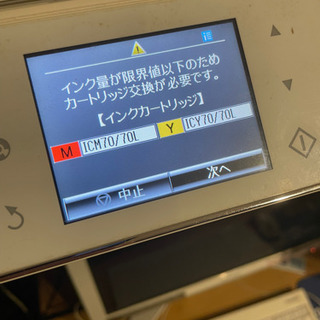 インク量が限界値以下のため
カートリッジ交換が必要です。
【インクカートリッジ】
M ICM70/70L Y ICY70/70L
中止 次へ